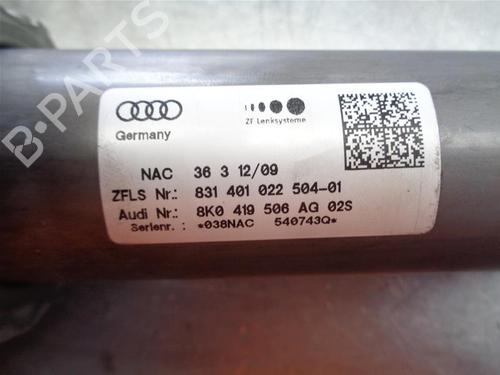 Germany
ZF Lenksysteme
NAC 36 3 12/09
ZFLS Nr.: 831 401 022 504-01
Audi Nr.: 8K0 419 506 AG 02S
Serienr. : *038NAC 540743Q*
B-PARTS